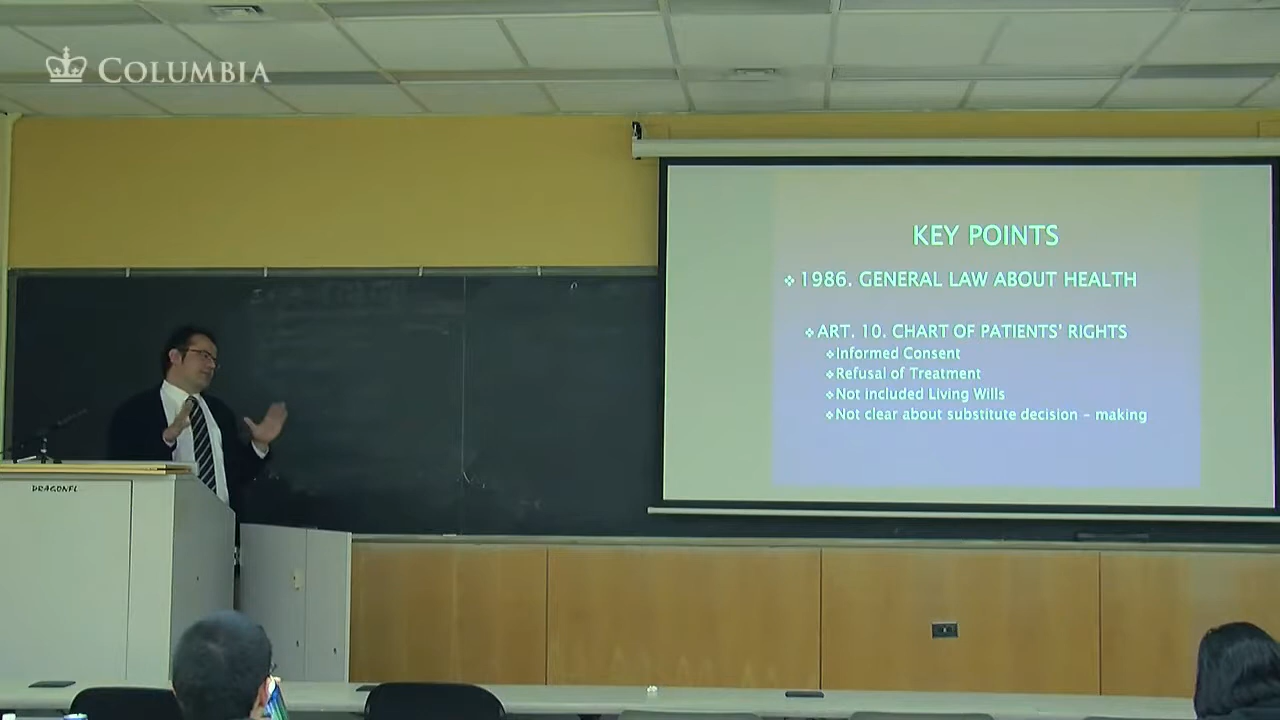 COLUMBIA
KEY POINTS
❖ 1986. GENERAL LAW ABOUT HEALTH
❖ ART. 10. CHART OF PATIENTS' RIGHTS
❖ Informed Consent
❖ Refusal of Treatment
❖ Not included Living Wills
❖ Not clear about substitute decision – making
DRAGONFL